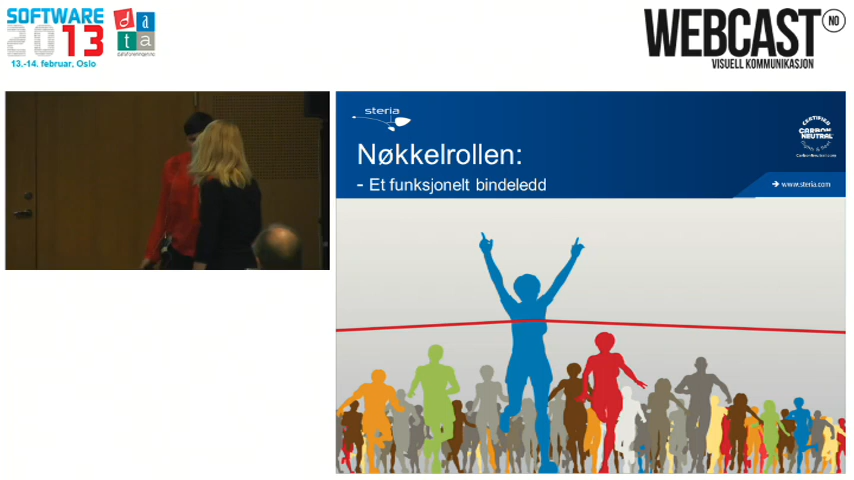 SOFTWARE
2013
13.-14. februar, Oslo
data
WEBCAST NO
VISUELL KOMMUNIKASJON
steria
Nøkkelrollen:
- Et funksjonelt bindeledd
CERTIFIED
CARBON
NEUTRAL
www.steria.com